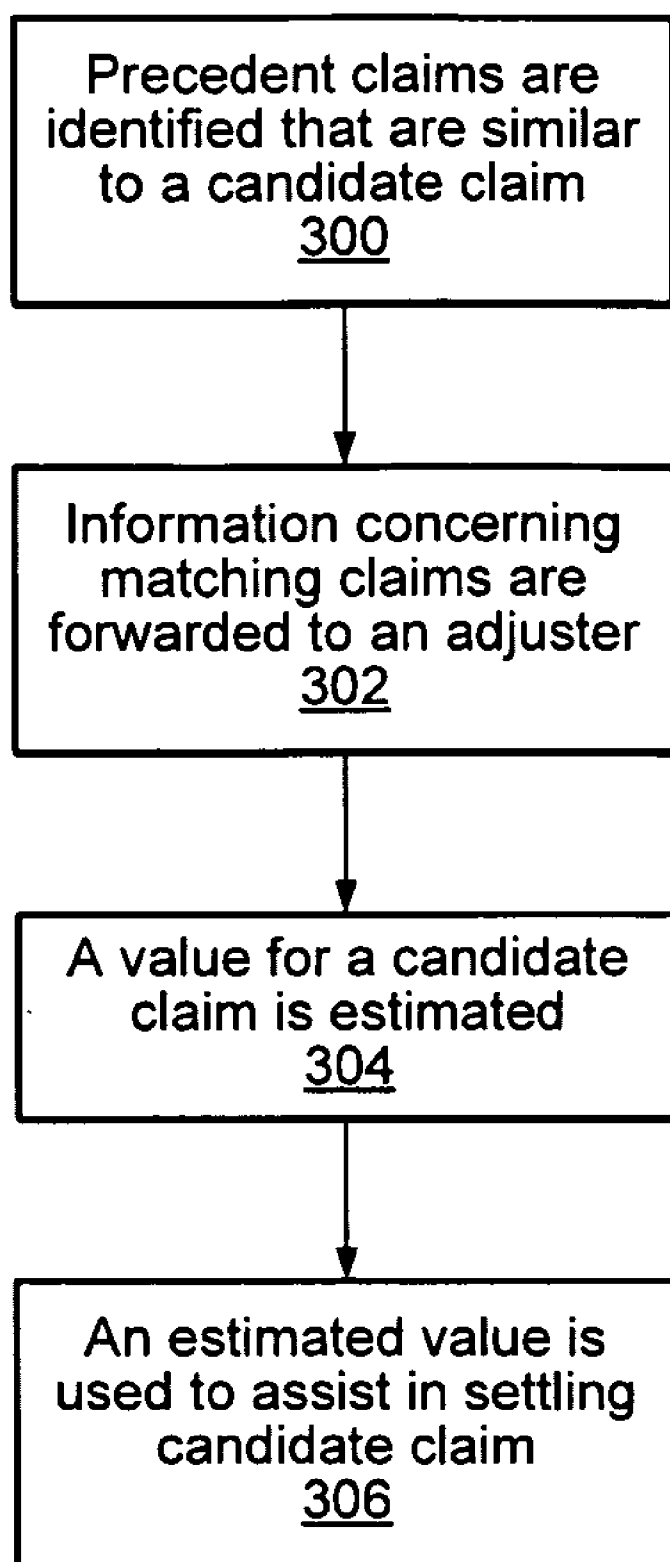 Precedent claims are
identified that are similar
to a candidate claim
300
Information concerning
matching claims are
forwarded to an adjuster
302
A value for a candidate
claim is estimated
304
An estimated value is
used to assist in settling
candidate claim
306